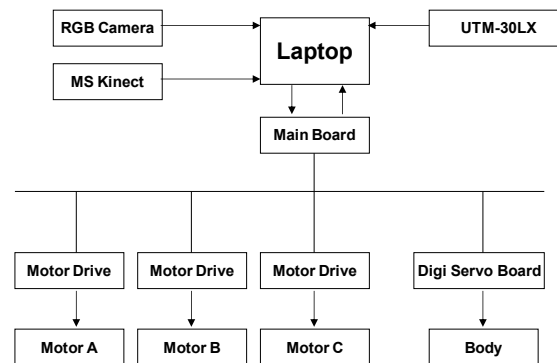 RGB Camera
Laptop
UTM-30LX
MS Kinect
Main Board
Motor Drive
Motor Drive
Motor Drive
Digi Servo Board
Motor A
Motor B
Motor C
Body